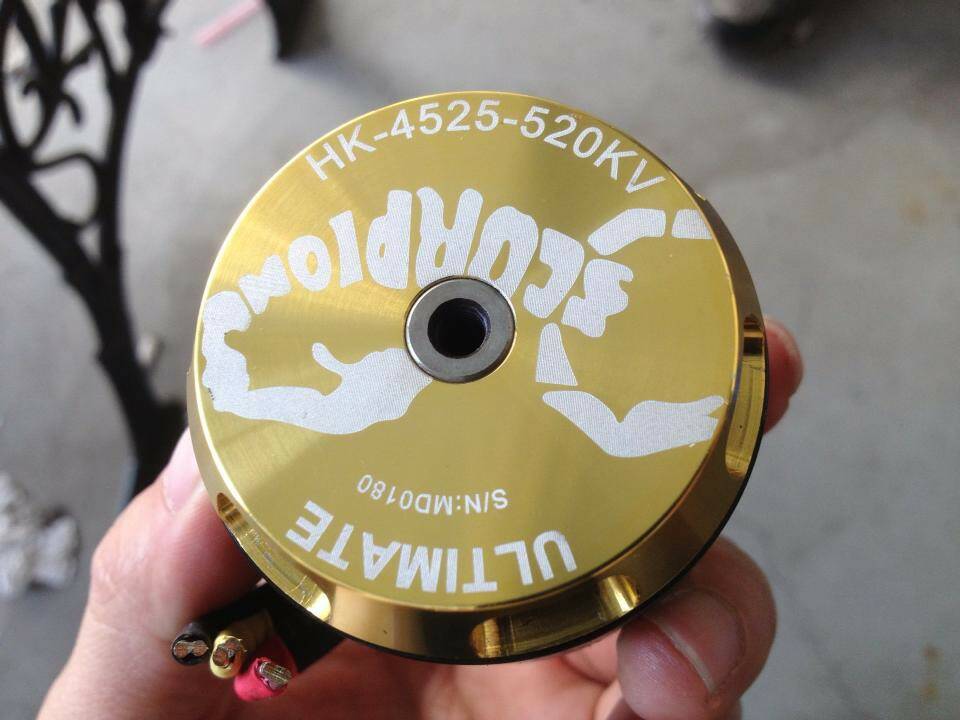 HK-4525-520KV
SCORPION
S/N:MD0180
ULTIMATE